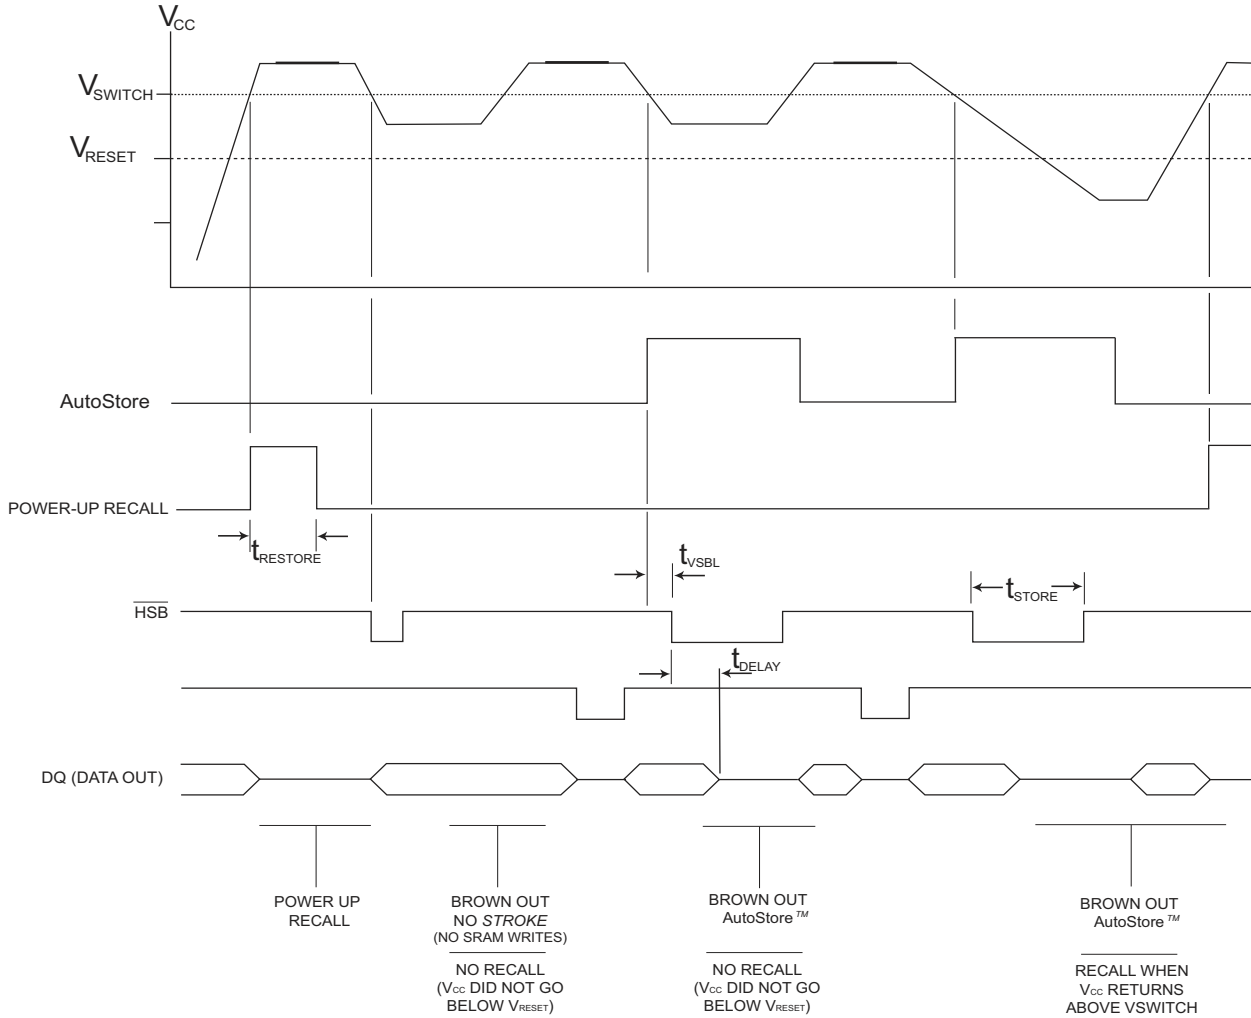 VCC
VSWITCH
VRESET
AutoStore
POWER-UP RECALL
tRESTORE
tVSBL
HSB
tSTORE
tDELAY
DQ (DATA OUT)
POWER UP
RECALL
BROWN OUT
NO STROKE
(NO SRAM WRITES)
NO RECALL
(VCC DID NOT GO
BELOW VRESET)
BROWN OUT
AutoStore™
NO RECALL
(VCC DID NOT GO
BELOW VRESET)
BROWN OUT
AutoStore™
RECALL WHEN
VCC RETURNS
ABOVE VSWITCH